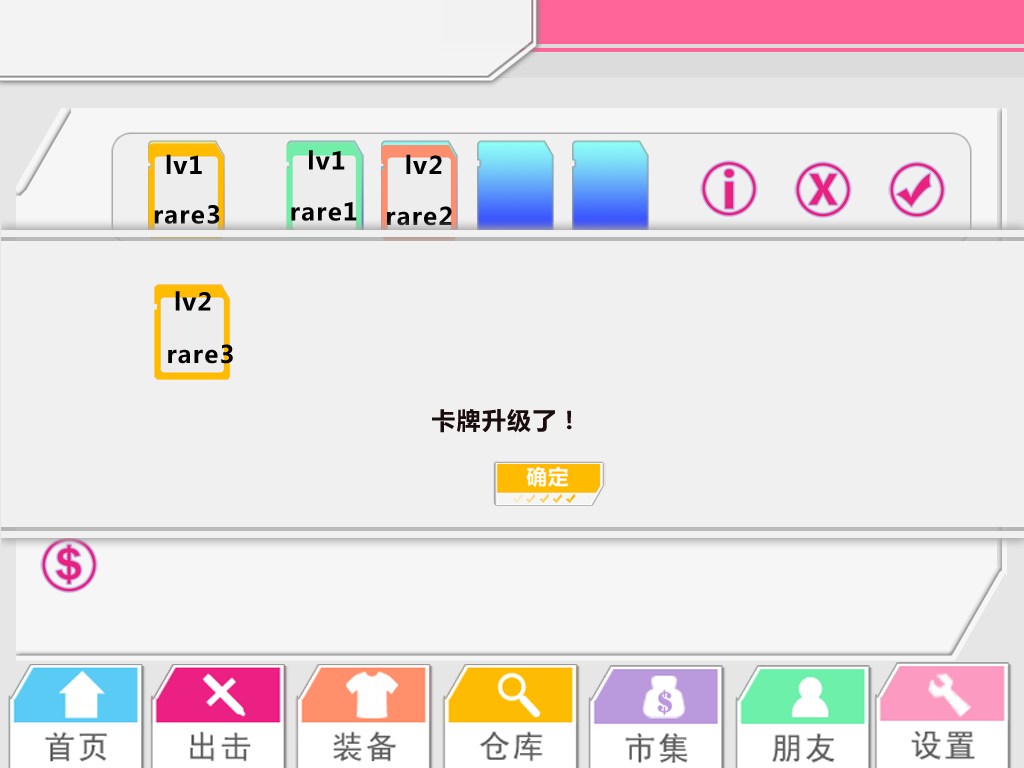 lv1
lv1
lv2
rare3
rare1
rare2
lv2
rare3
卡牌升级了！
确定
首页
出击
装备
仓库
市集
朋友
设置